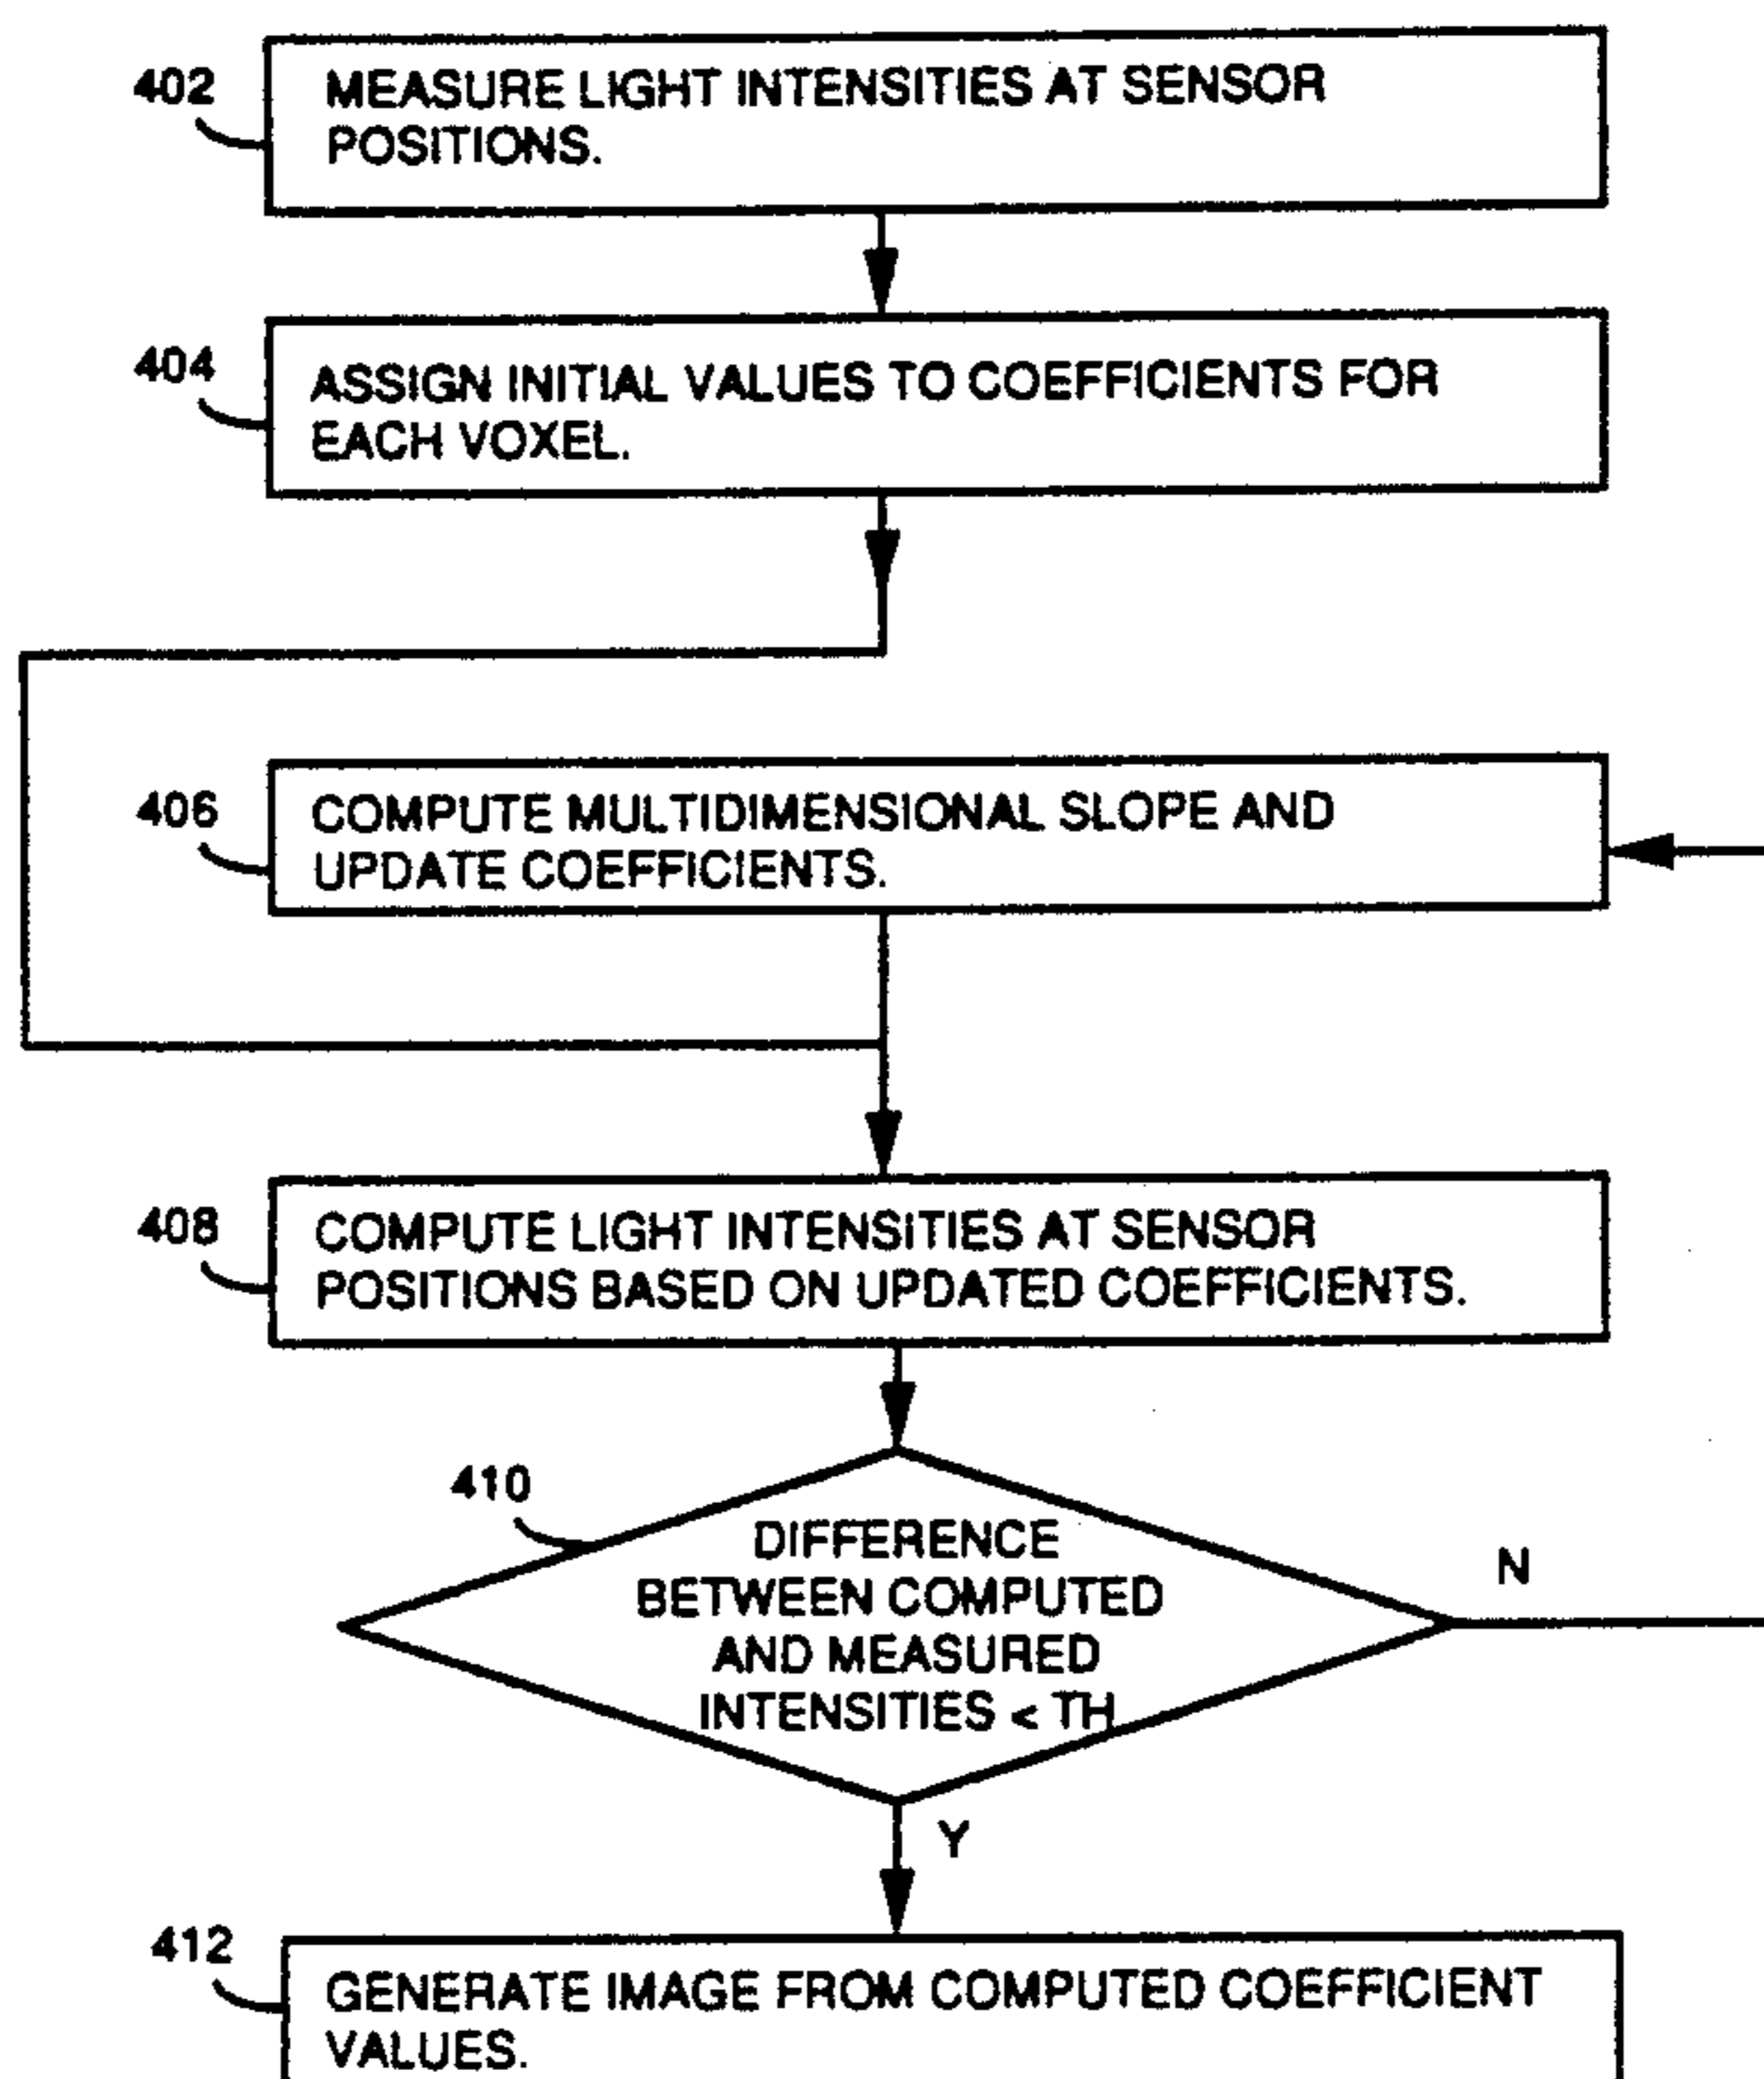 402
MEASURE LIGHT INTENSITIES AT SENSOR
POSITIONS.
404
ASSIGN INITIAL VALUES TO COEFFICIENTS FOR
EACH VOXEL.
406
COMPUTE MULTIDIMENSIONAL SLOPE AND
UPDATE COEFFICIENTS.
408
COMPUTE LIGHT INTENSITIES AT SENSOR
POSITIONS BASED ON UPDATED COEFFICIENTS.
410
DIFFERENCE
BETWEEN COMPUTED
AND MEASURED
INTENSITIES < TH
N
Y
412
GENERATE IMAGE FROM COMPUTED COEFFICIENT
VALUES.